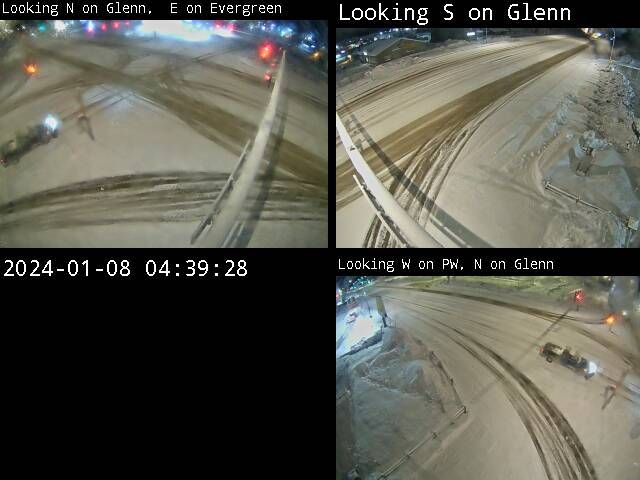 Looking N on Glenn,  E on Evergreen
Looking S on Glenn
2024-01-08 04:39:28
Looking W on PW, N on Glenn